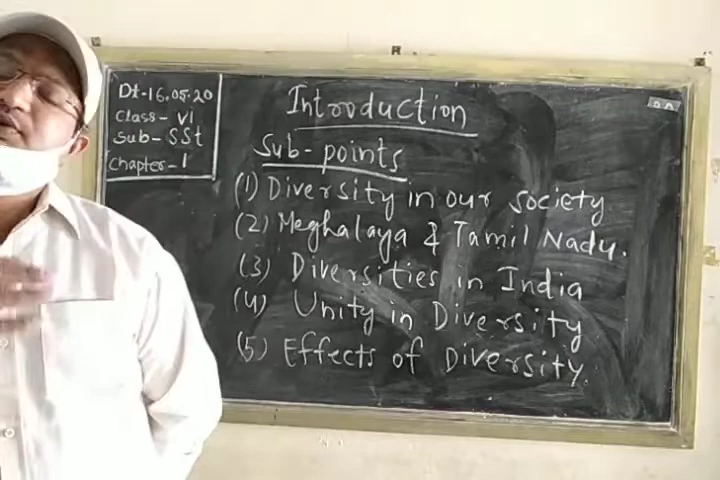 Dt-16.05.20
Class- VI
Sub- SSt
Chapter-1
Introduction
Sub-points
(1) Diversity in our society
(2) Meghalaya & Tamil Nadu.
(3) Diversities in India
(4) Unity in Diversity
(5) Effects of Diversity.